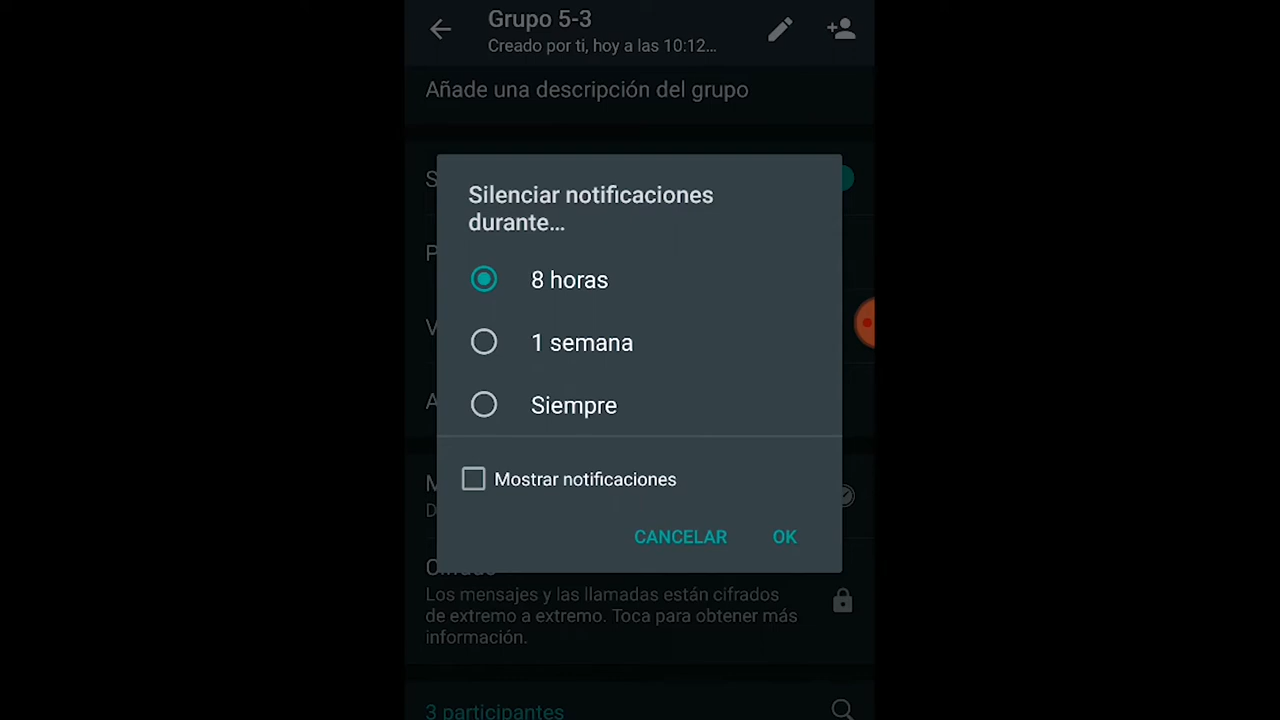 Grupo 5-3
Creado por ti, hoy a las 10:12...
Añade una descripción del grupo
Silenciar notificaciones
durante...
8 horas
1 semana
Siempre
Mostrar notificaciones
CANCELAR OK
Los mensajes y las llamadas están cifrados
de extremo a extremo. Toca para obtener más
información.
3 participantes